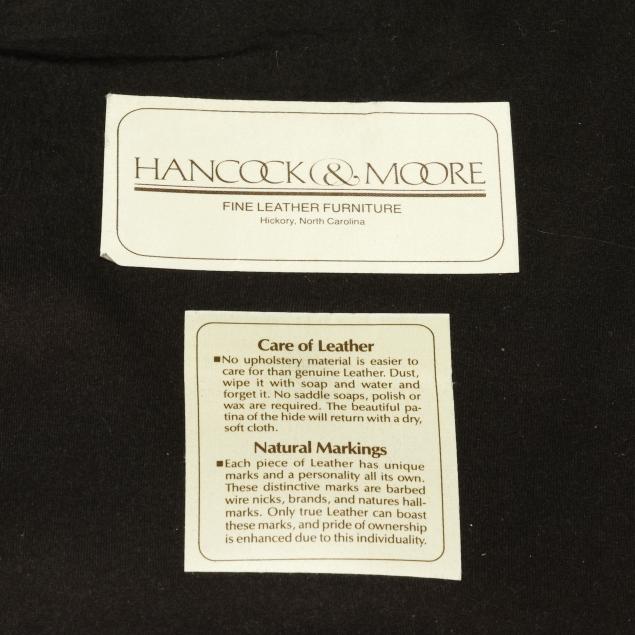 HANCOCK & MOORE
FINE LEATHER FURNITURE
Hickory, North Carolina
Care of Leather
■No upholstery material is easier to
care for than genuine Leather. Dust,
wipe it with soap and water and
forget it. No saddle soaps, polish or
wax are required. The beautiful pa-
tina of the hide will return with a dry,
soft cloth.
Natural Markings
■Each piece of Leather has unique
marks and a personality all its own.
These distinctive marks are barbed
wire nicks, brands, and natures hall-
marks. Only true Leather can boast
these marks, and pride of ownership
is enhanced due to this individuality.